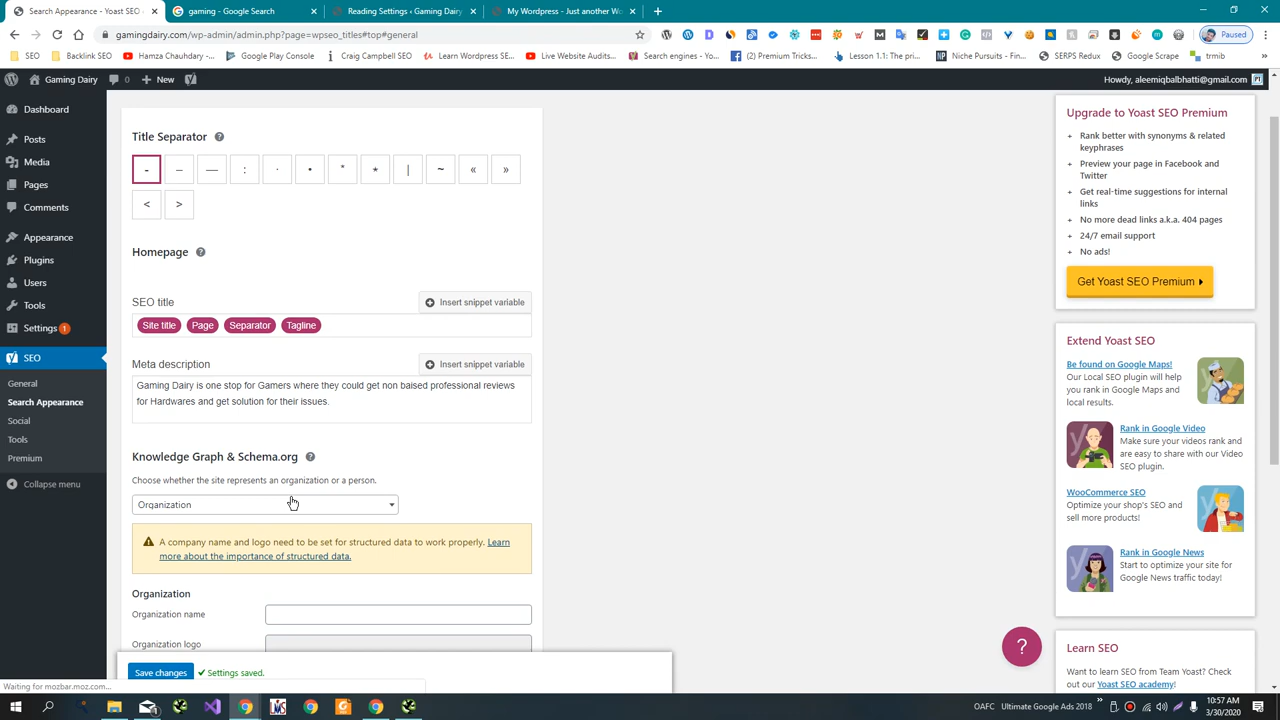 Search Appearance - Yoast SEO
gaming - Google Search
Reading Settings ‹ Gaming Dairy
My Wordpress - Just another Wo
gamingdairy.com/wp-admin/admin.php?page=wpseo_titles#top#general
Paused
SEO
Backlink SEO
Hamza Chauhdary -
Google Play Console
Craig Campbell SEO
Learn Wordpress SE...
Live Website Audits...
Search engines - Yo...
(2) Premium Tricks...
Lesson 1.1: The pri...
Niche Pursuits - Fin...
SERPS Redux
Google Scrape
trmib
Gaming Dairy
0
New
Howdy, aleemiqbalbhatti@gmail.com
Dashboard
Posts
Media
Pages
Comments
Appearance
Plugins
Users
Tools
Settings 1
SEO
General
Search Appearance
Social
Tools
Premium
Collapse menu
Title Separator
- – — : · • * ⋆ | ~ « »
< >
Homepage
SEO title
Insert snippet variable
Site title Page Separator Tagline
Meta description
Insert snippet variable
Gaming Dairy is one stop for Gamers where they could get non baised professional reviews
for Hardwares and get solution for their issues.
Knowledge Graph & Schema.org
Choose whether the site represents an organization or a person.
Organization
A company name and logo need to be set for structured data to work properly. Learn
more about the importance of structured data.
Organization
Organization name
Organization logo
Save changes
Settings saved.
Upgrade to Yoast SEO Premium
+ Rank better with synonyms & related
keyphrases
+ Preview your page in Facebook and
Twitter
+ Get real-time suggestions for internal
links
+ No more dead links a.k.a. 404 pages
+ 24/7 email support
+ No ads!
Get Yoast SEO Premium
Extend Yoast SEO
Be found on Google Maps!
Our Local SEO plugin will help
you rank in Google Maps and
local results.
Rank in Google Video
Make sure your videos rank and
are easy to share with our Video
SEO plugin.
WooCommerce SEO
Optimize your shop's SEO and
sell more products!
Rank in Google News
Start to optimize your site for
Google News traffic today!
?
Learn SEO
Want to learn SEO from Team Yoast? Check
out our Yoast SEO academy!
Waiting for mozbar.moz.com...
OAFC
Ultimate Google Ads 2018
10:57 AM
3/30/2020